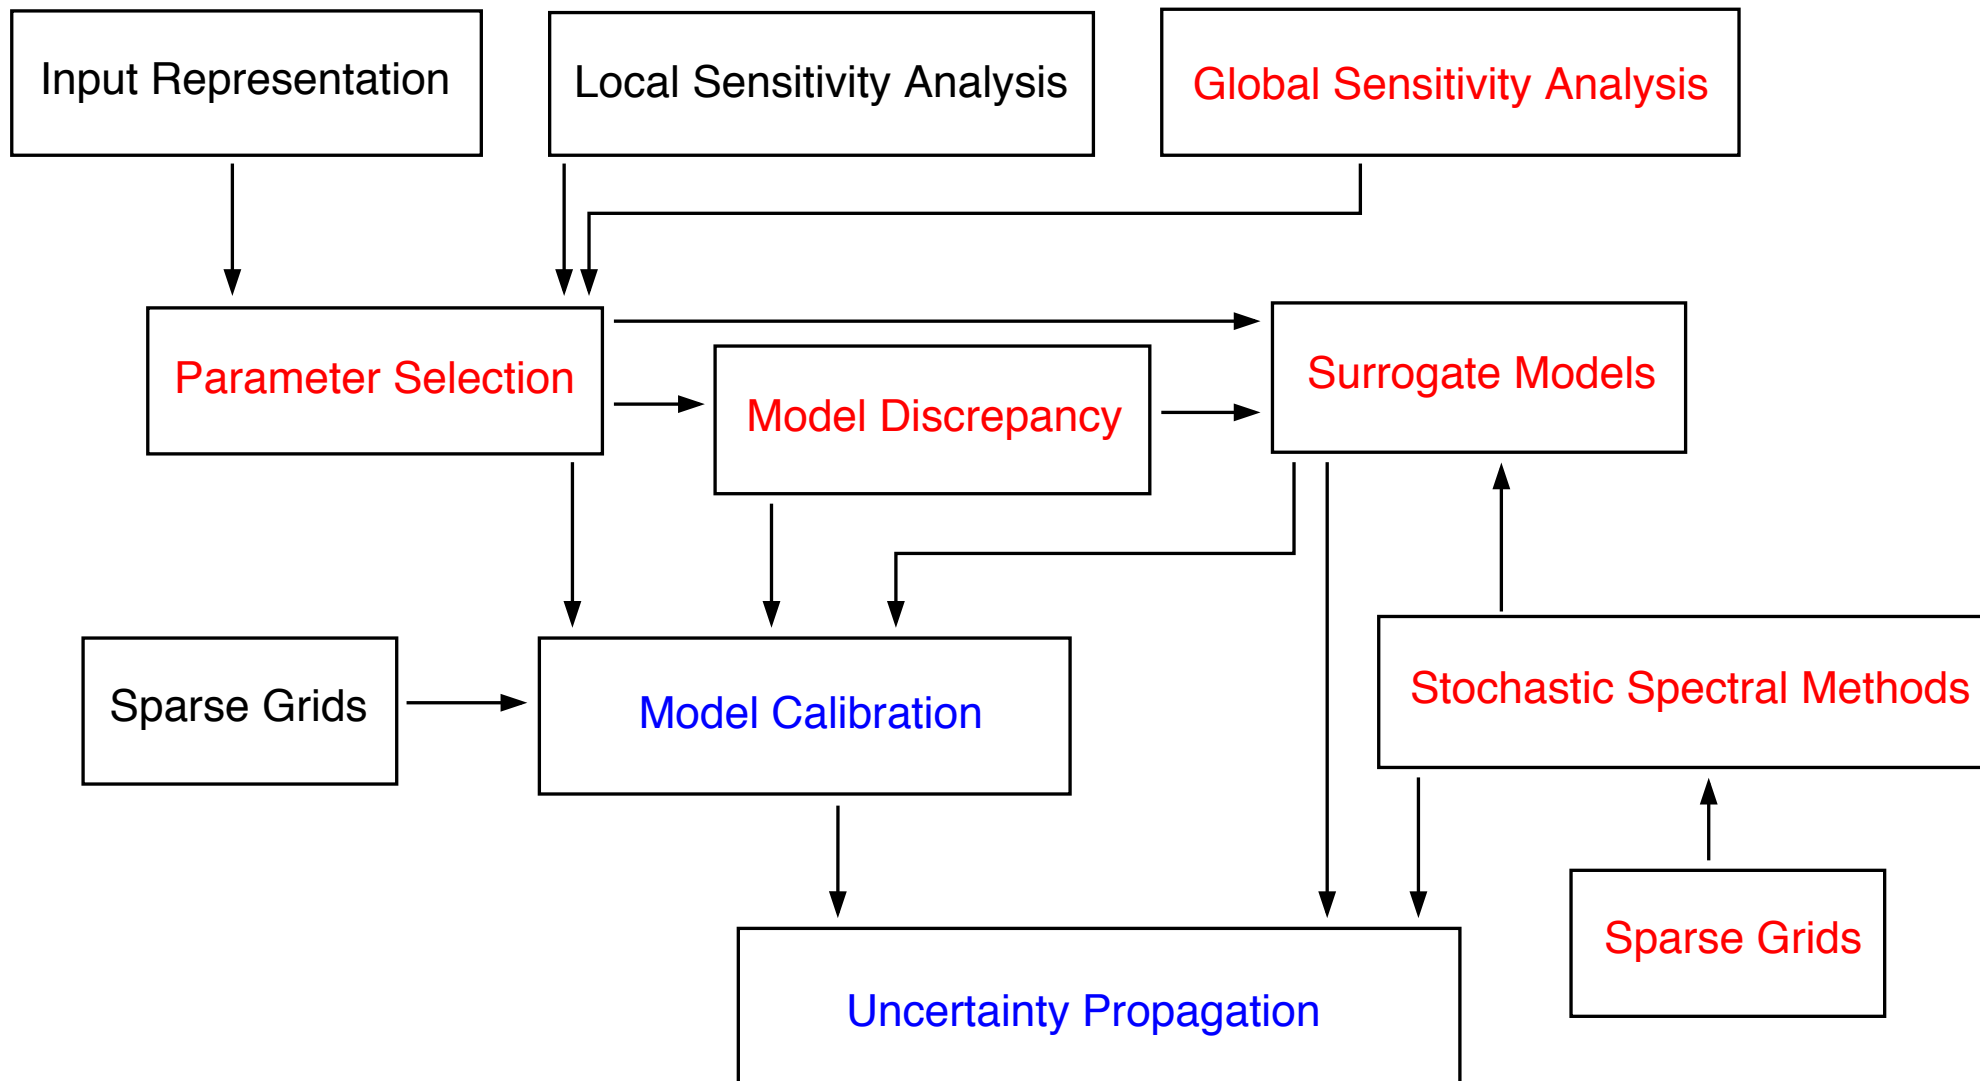 Input Representation
Local Sensitivity Analysis
Global Sensitivity Analysis
Parameter Selection
Model Discrepancy
Surrogate Models
Sparse Grids
Model Calibration
Stochastic Spectral Methods
Sparse Grids
Uncertainty Propagation